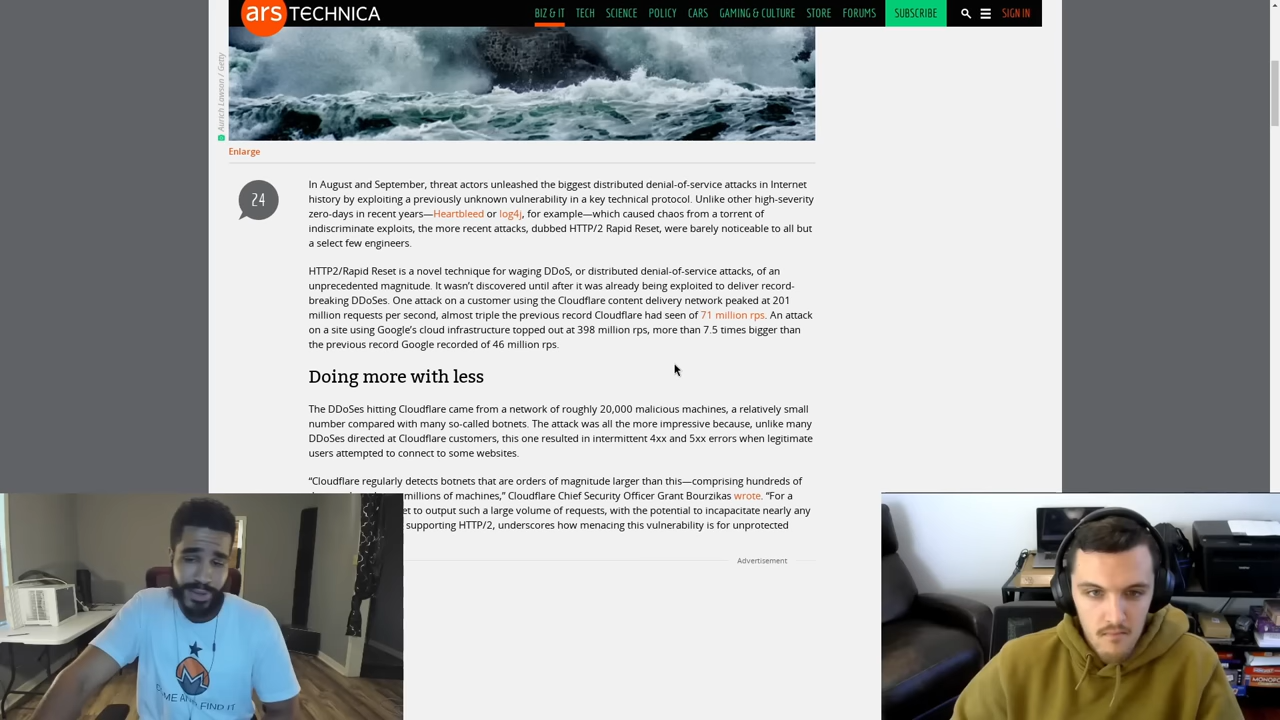 ars TECHNICA
BIZ & IT TECH SCIENCE POLICY CARS GAMING & CULTURE STORE FORUMS SUBSCRIBE SIGN IN
Aurich Lawson / Getty
Enlarge
24
In August and September, threat actors unleashed the biggest distributed denial-of-service attacks in Internet
history by exploiting a previously unknown vulnerability in a key technical protocol. Unlike other high-severity
zero-days in recent years—Heartbleed or log4j, for example—which caused chaos from a torrent of
indiscriminate exploits, the more recent attacks, dubbed HTTP/2 Rapid Reset, were barely noticeable to all but
a select few engineers.
HTTP2/Rapid Reset is a novel technique for waging DDoS, or distributed denial-of-service attacks, of an
unprecedented magnitude. It wasn’t discovered until after it was already being exploited to deliver record-
breaking DDoSes. One attack on a customer using the Cloudflare content delivery network peaked at 201
million requests per second, almost triple the previous record Cloudflare had seen of 71 million rps. An attack
on a site using Google’s cloud infrastructure topped out at 398 million rps, more than 7.5 times bigger than
the previous record Google recorded of 46 million rps.
Doing more with less
The DDoSes hitting Cloudflare came from a network of roughly 20,000 malicious machines, a relatively small
number compared with many so-called botnets. The attack was all the more impressive because, unlike many
DDoSes directed at Cloudflare customers, this one resulted in intermittent 4xx and 5xx errors when legitimate
users attempted to connect to some websites.
“Cloudflare regularly detects botnets that are orders of magnitude larger than this—comprising hundreds of
millions of machines,” Cloudflare Chief Security Officer Grant Bourzikas wrote. “For a
to output such a large volume of requests, with the potential to incapacitate nearly any
supporting HTTP/2, underscores how menacing this vulnerability is for unprotected
Advertisement
FIND IT
MONOPOLY